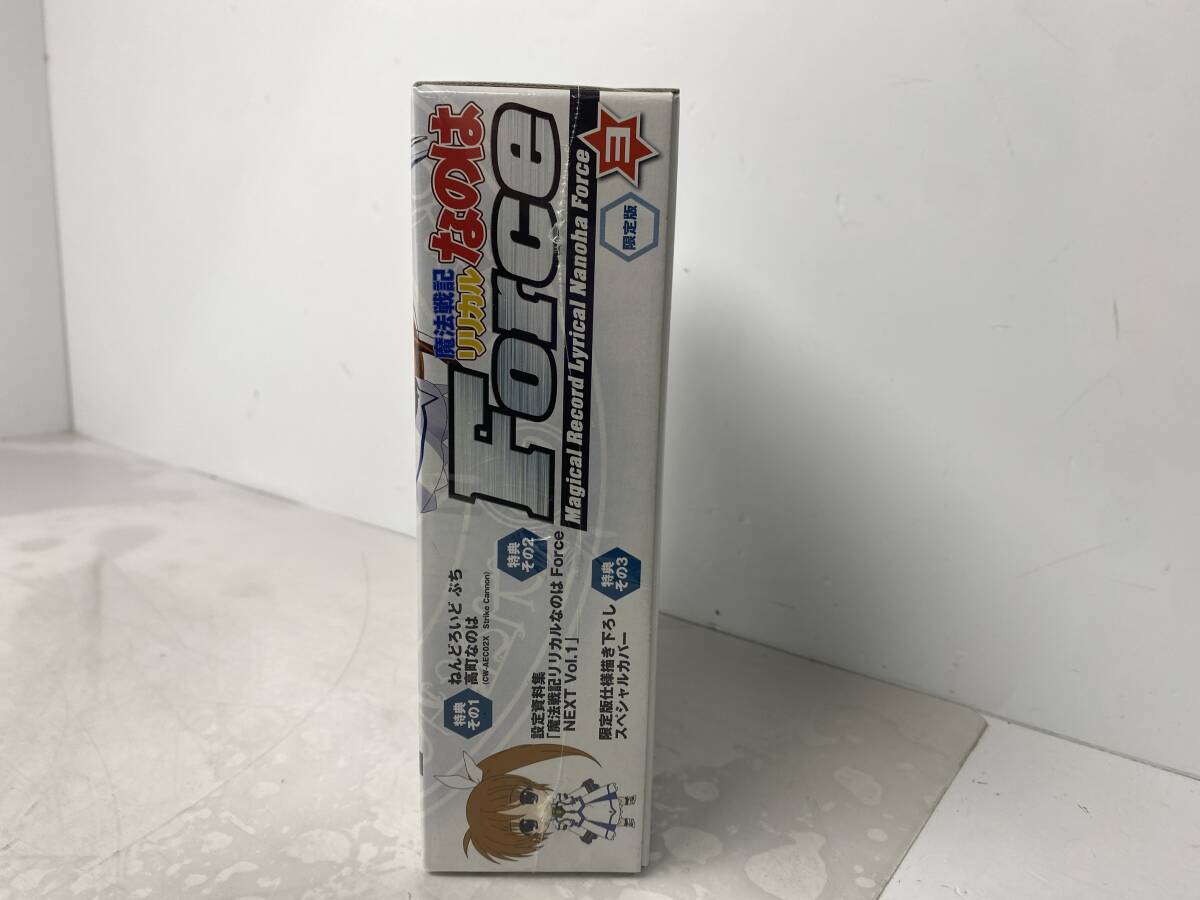 魔法戦記
リリカル
なのは
Force
Magical Record Lyrical Nanoha Force
3
限定版
特典
その1
ねんどろいど ぷち
高町なのは
(CW-AEC02X Strike Cannon)
特典
その2
設定資料集
「魔法戦記リリカルなのは Force
NEXT Vol.1」
特典
その3
限定版仕様描き下ろし
スペシャルカバー